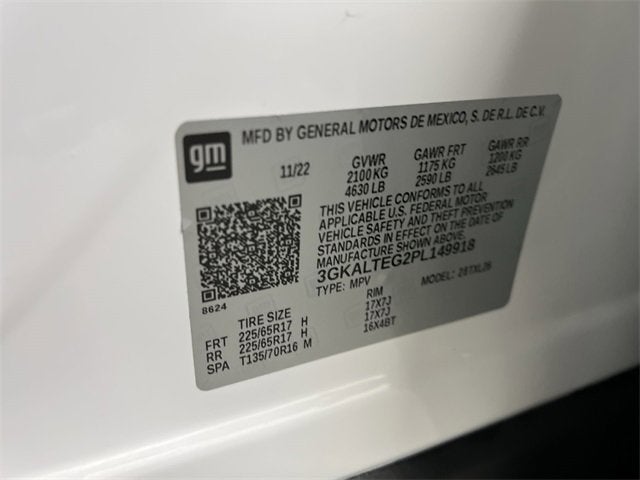 gm
MFD BY GENERAL MOTORS DE MEXICO, S. DE R.L. DE C.V.
11/22 GVWR GAWR FRT GAWR RR
2100 KG 1175 KG 1200 KG
4630 LB 2590 LB 2645 LB
THIS VEHICLE CONFORMS TO ALL
APPLICABLE U.S. FEDERAL MOTOR
VEHICLE SAFETY AND THEFT PREVENTION
STANDARDS IN EFFECT ON THE DATE OF
MANUFACTURE SHOWN ABOVE.
3GKALTEG2PL149918
TYPE: MPV MODEL: 28TXL26
8624
TIRE SIZE RIM
FRT 225/65R17 H 17X7J
RR 225/65R17 H 17X7J
SPA T135/70R16 M 16X4BT